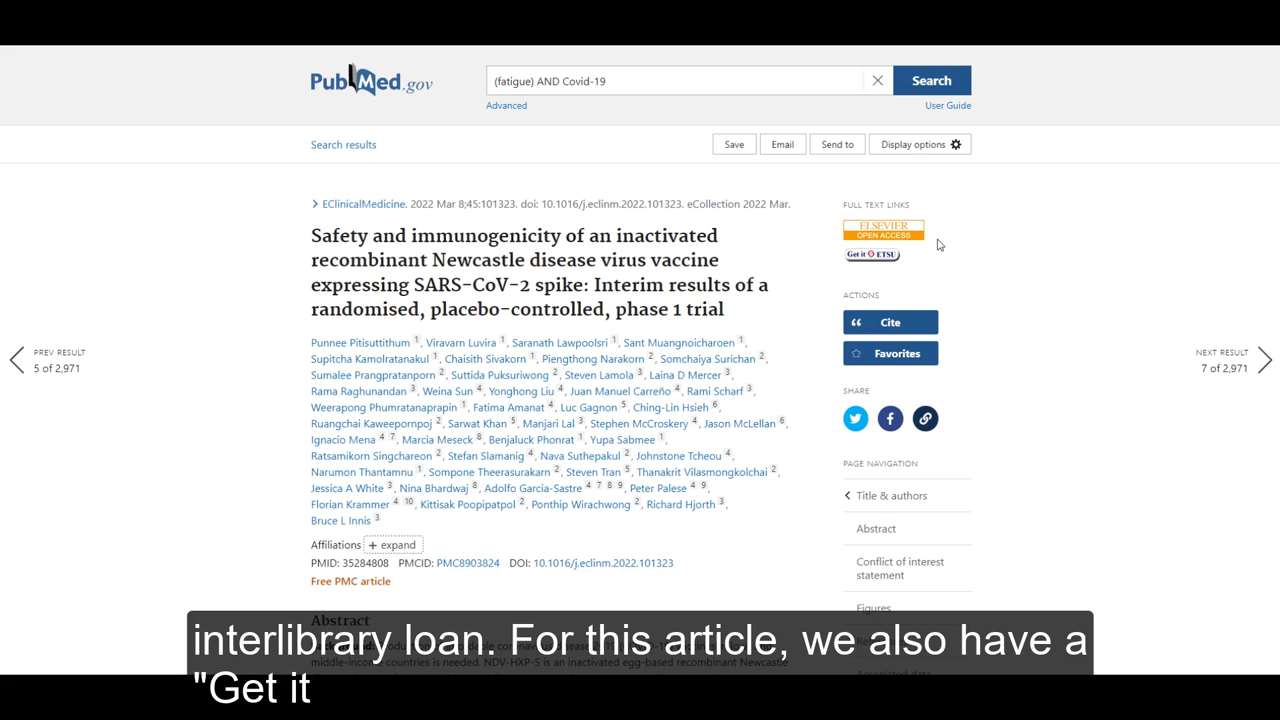 PubMed.gov
(fatigue) AND Covid-19
Search
Advanced
User Guide
Search results
Save
Email
Send to
Display options
EClinicalMedicine. 2022 Mar 8;45:101323. doi: 10.1016/j.eclinm.2022.101323. eCollection 2022 Mar.
Safety and immunogenicity of an inactivated
recombinant Newcastle disease virus vaccine
expressing SARS-CoV-2 spike: Interim results of a
randomised, placebo-controlled, phase 1 trial
Punnee Pitisuttithum 1, Viravarn Luvira 1, Saranath Lawpoolsri 1, Sant Muangnoicharoen 1,
Supitcha Kamolratanakul 1, Chaisith Sivakorn 1, Piengthong Narakorn 2, Somchaiya Surichan 2,
Sumalee Prangpratanporn 2, Suttida Puksuriwong 2, Steven Lamola 3, Laina D Mercer 3,
Rama Raghunandan 3, Weina Sun 4, Yonghong Liu 4, Juan Manuel Carreño 4, Rami Scharf 3,
Weerapong Phumratanaprapin 1, Fatima Amanat 4, Luc Gagnon 5, Ching-Lin Hsieh 6,
Ruangchai Kaweepornpoj 2, Sarwat Khan 5, Manjari Lal 3, Stephen McCroskery 4, Jason McLellan 6,
Ignacio Mena 4 7, Marcia Meseck 8, Benjaluck Phonrat 1, Yupa Sabmee 1,
Ratsamikorn Singchareon 2, Stefan Slamanig 4, Nava Suthepakul 2, Johnstone Tcheou 4,
Narumon Thantamnu 1, Sompone Theerasurakarn 2, Steven Tran 5, Thanakrit Vilasmongkolchai 2,
Jessica A White 3, Nina Bhardwaj 8, Adolfo Garcia-Sastre 4 7 8 9, Peter Palese 4 9,
Florian Krammer 4 10, Kittisak Poopipatpol 2, Ponthip Wirachwong 2, Richard Hjorth 3,
Bruce L Innis 3
Affiliations + expand
PMID: 35284808 PMCID: PMC8903824 DOI: 10.1016/j.eclinm.2022.101323
Free PMC article
Abstract
FULL TEXT LINKS
ELSEVIER
OPEN ACCESS
Get it @ ETSU
ACTIONS
Cite
Favorites
SHARE
PAGE NAVIGATION
Title & authors
Abstract
Conflict of interest
statement
Figures
PREV RESULT
5 of 2,971
NEXT RESULT
7 of 2,971
interlibrary loan. For this article, we also have a
"Get it